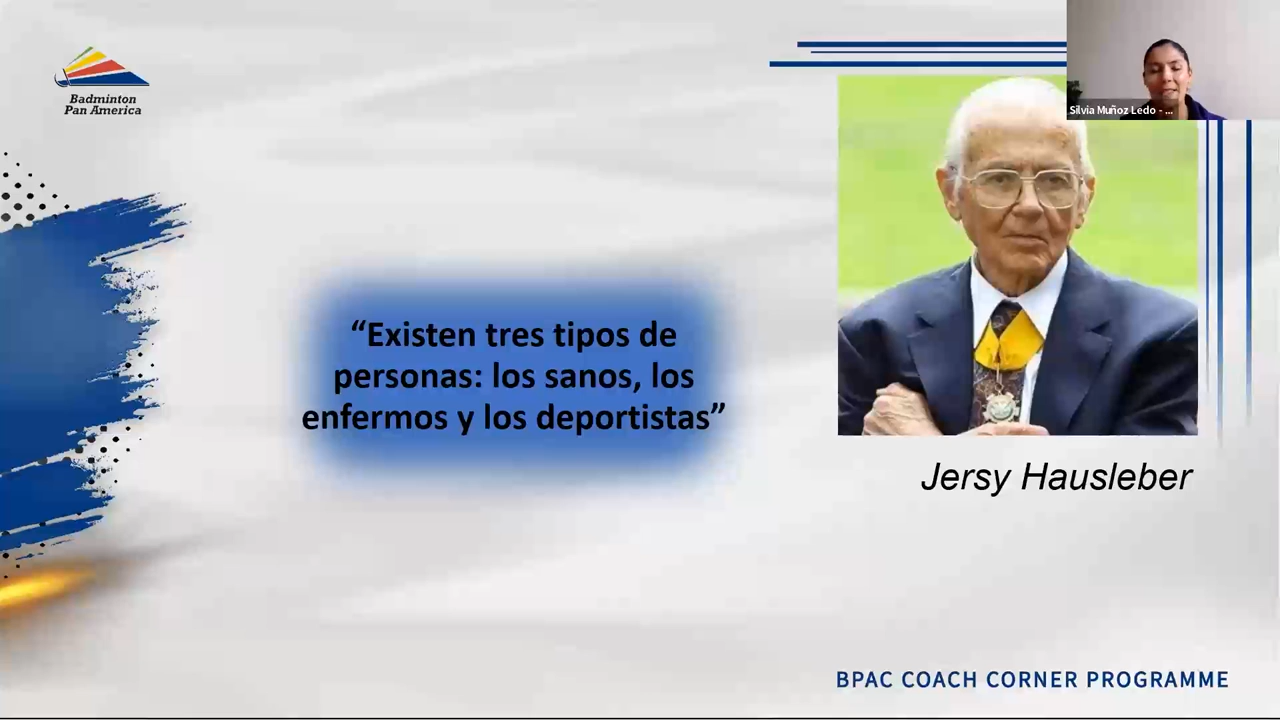 Badminton
Pan America
Silvia Muñoz Ledo - ...
“Existen tres tipos de
personas: los sanos, los
enfermos y los deportistas”
Jersy Hausleber
BPAC COACH CORNER PROGRAMME